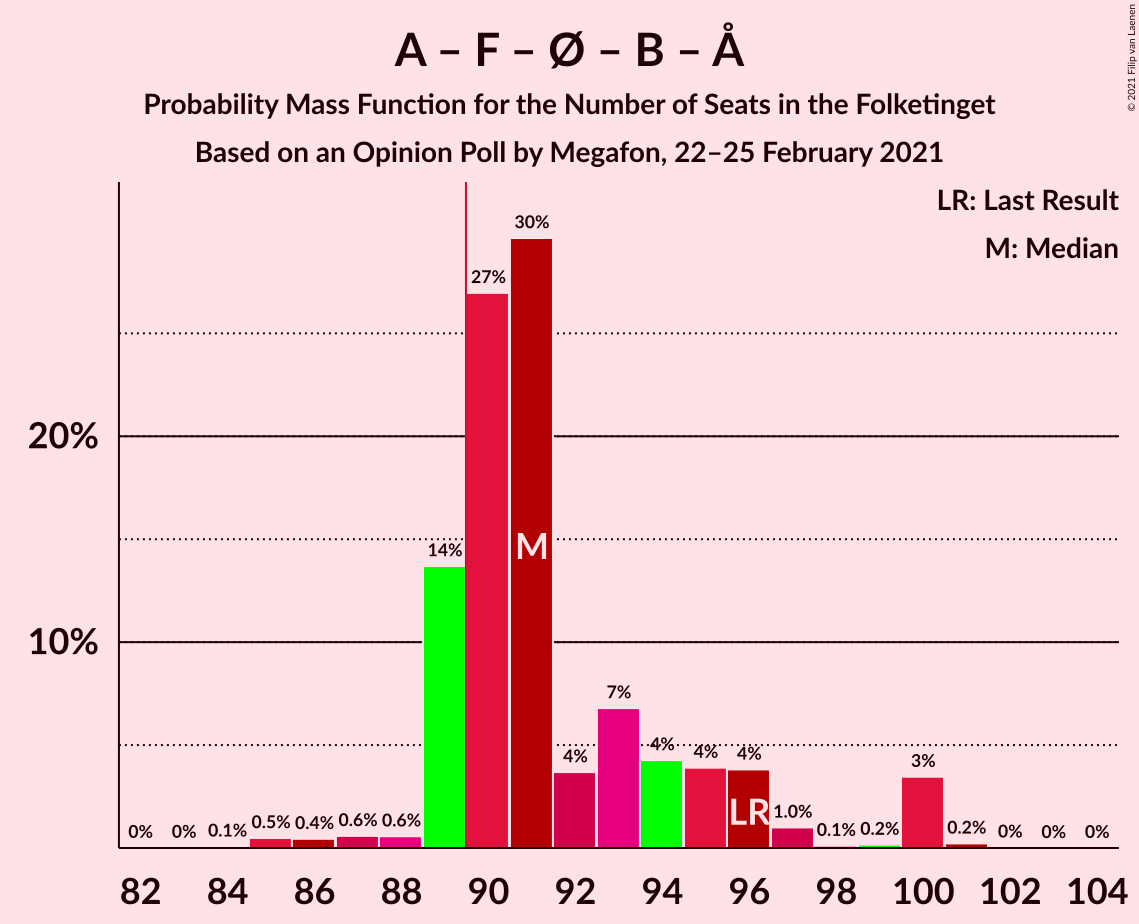 A – F – Ø – B – Å
Probability Mass Function for the Number of Seats in the Folketinget
Based on an Opinion Poll by Megafon, 22–25 February 2021
© 2021 Filip van Laenen
LR: Last Result
M: Median
20%
10%
0% 0% 0.1% 0.5% 0.4% 0.6% 0.6% 14% 27% 30% 4% 7% 4% 4% 4% 1.0% 0.1% 0.2% 3% 0.2% 0% 0% 0%
M
LR
82 84 86 88 90 92 94 96 98 100 102 104